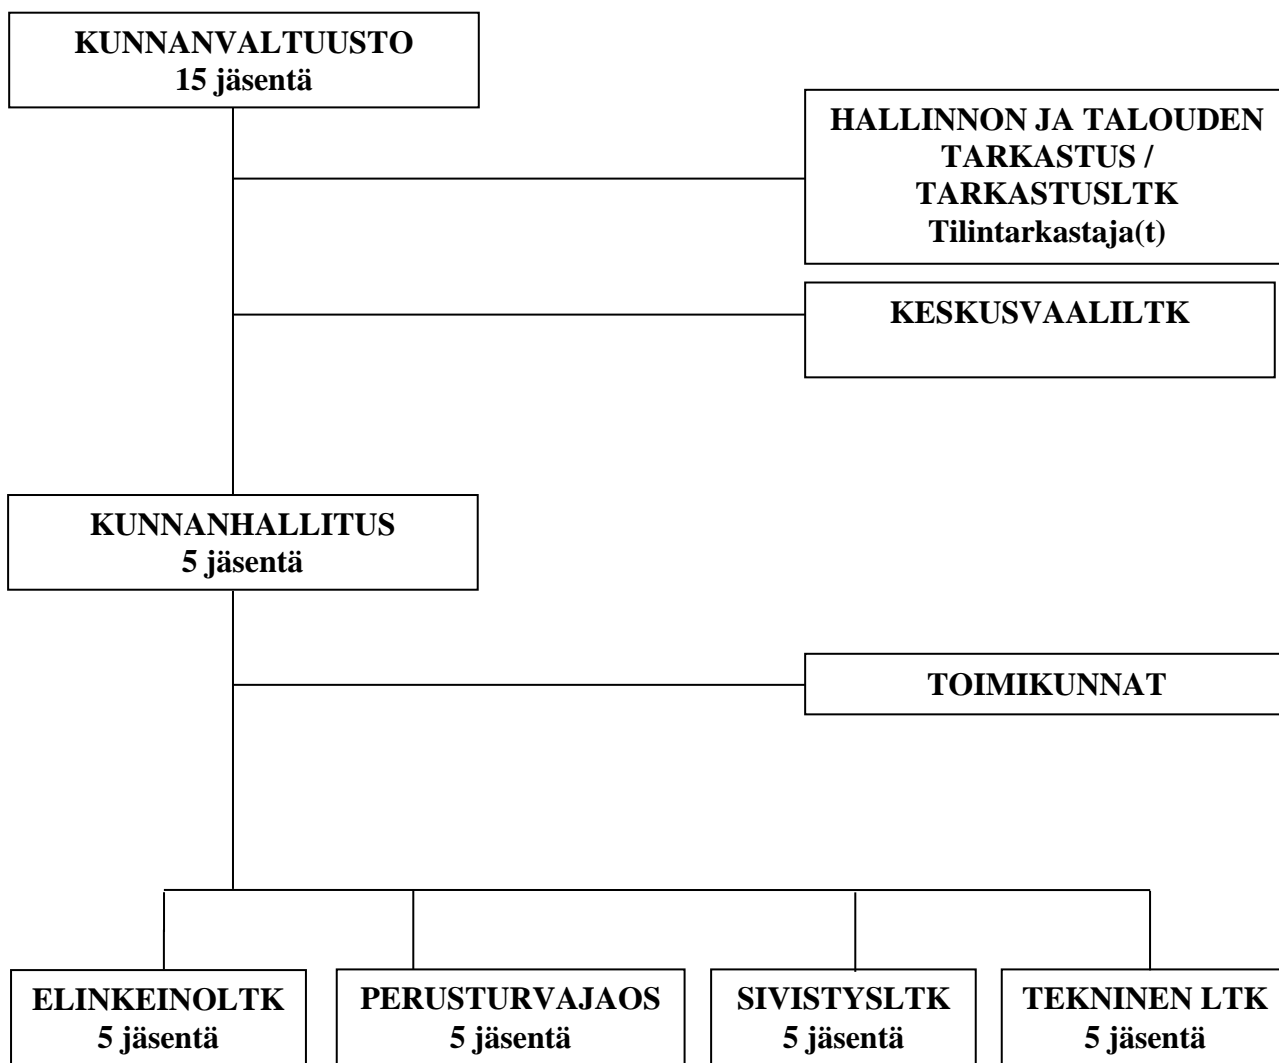 KUNNANVALTUUSTO
15 jäsentä
HALLINNON JA TALOUDEN
TARKASTUS /
TARKASTUSLTK
Tilintarkastaja(t)
KESKUSVAALILTK
KUNNANHALLITUS
5 jäsentä
TOIMIKUNNAT
ELINKEINOLTK
5 jäsentä
PERUSTURVAJAOS
5 jäsentä
SIVISTYSLTK
5 jäsentä
TEKNINEN LTK
5 jäsentä